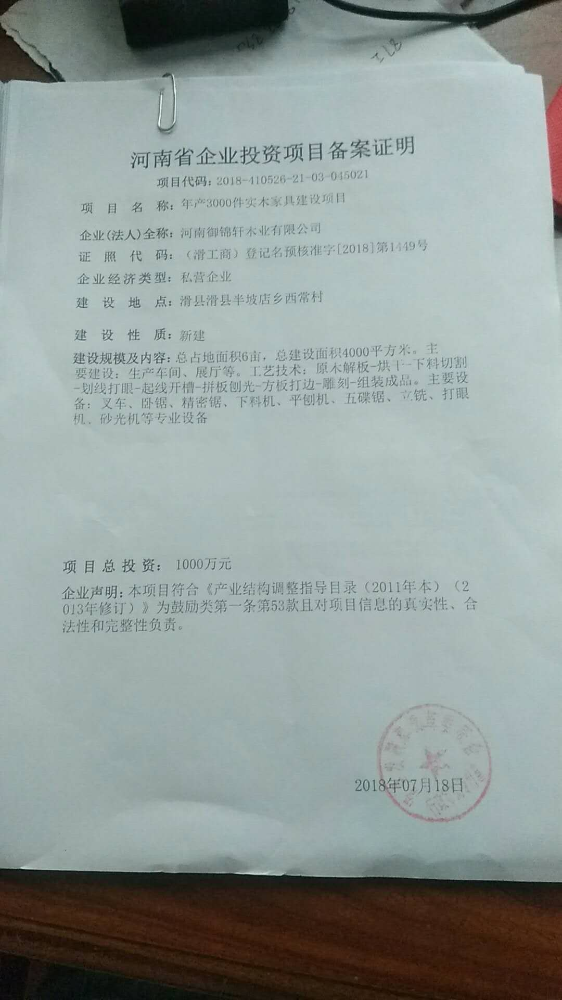 河南省企业投资项目备案证明
项目代码：2018-410526-21-03-045021
项目名称：年产3000件实木家具建设项目
企业(法人)全称：河南御锦轩木业有限公司
证照代码：（滑工商）登记名预核准字[2018]第1449号
企业经济类型：私营企业
建设地点：滑县滑县半坡店乡西常村
建设性质：新建
建设规模及内容：总占地面积6亩，总建设面积4000平方米。主
要建设：生产车间、展厅等。工艺技术：原木解板-烘干-下料切割
-划线打眼-起线开槽-拼板刨光-方板打边-雕刻-组装成品。主要设
备：叉车、卧锯、精密锯、下料机、平刨机、五碟锯、立铣、打眼
机、砂光机等专业设备
项目总投资：1000万元
企业声明：本项目符合《产业结构调整指导目录（2011年本）（2
013年修订）》为鼓励类第一条第53款且对项目信息的真实性、合
法性和完整性负责。
2018年07月18日